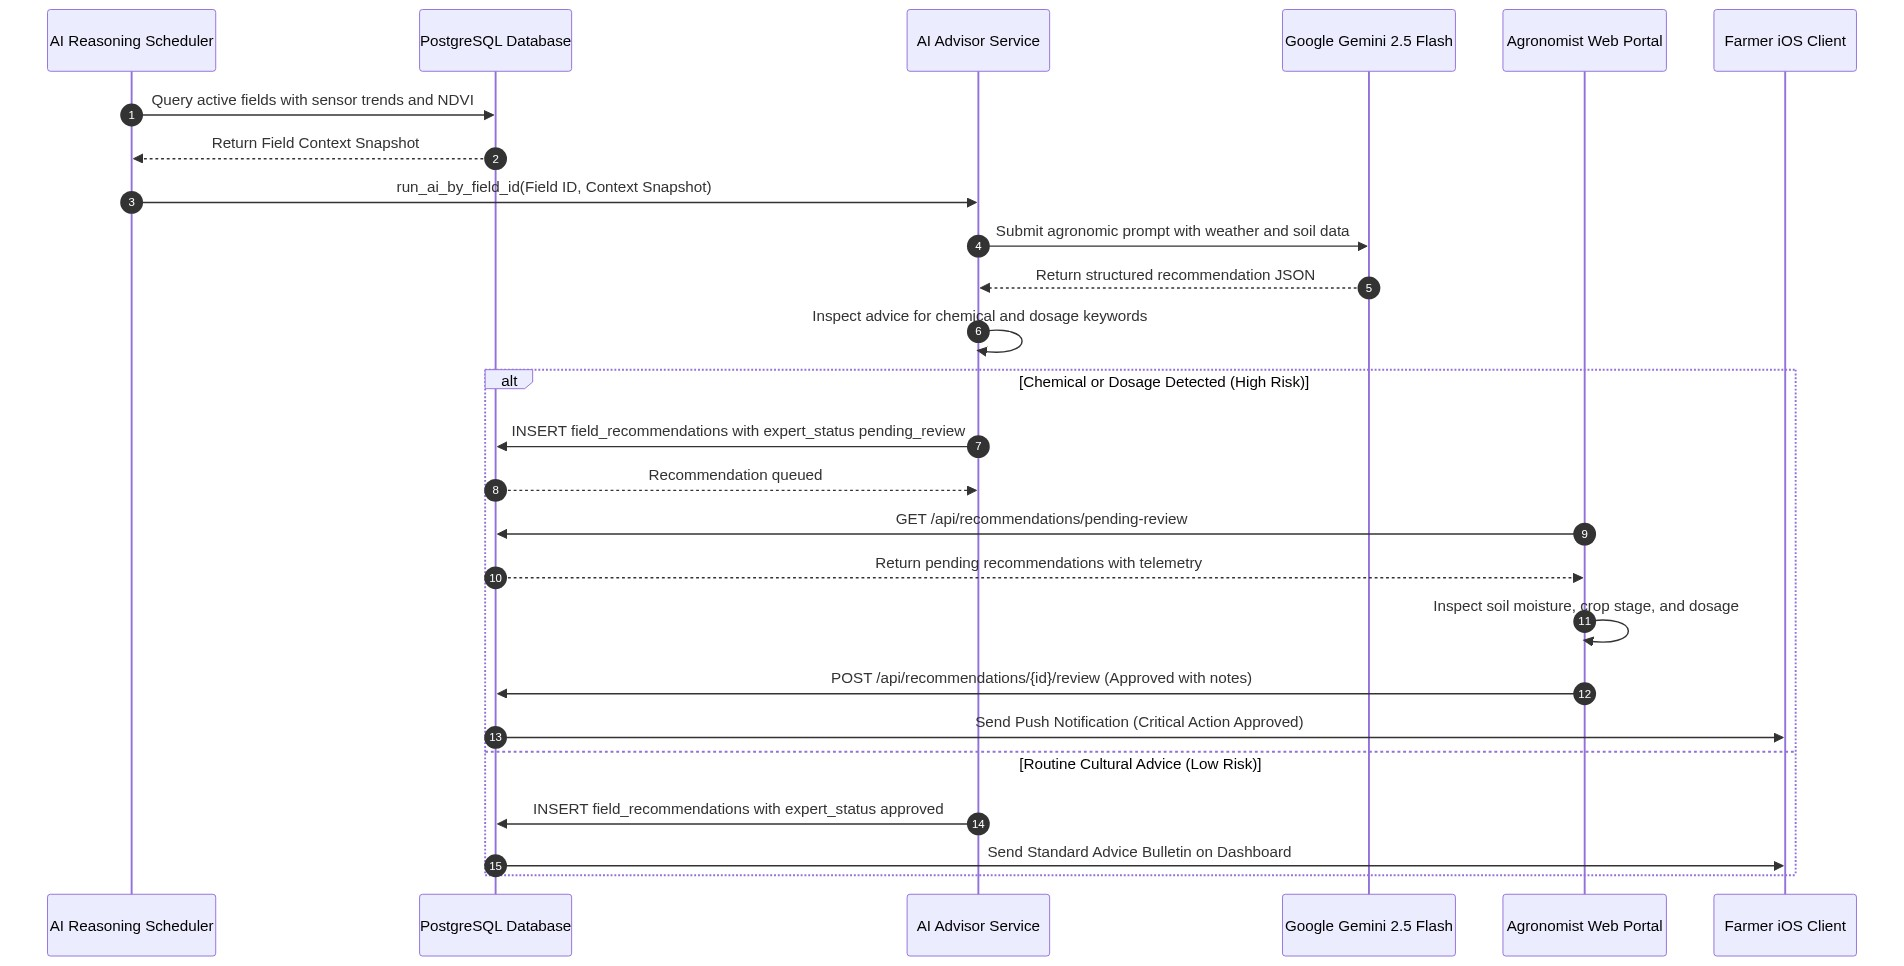 AI Reasoning Scheduler
PostgreSQL Database
AI Advisor Service
Google Gemini 2.5 Flash
Agronomist Web Portal
Farmer iOS Client
Query active fields with sensor trends and NDVI
1
Return Field Context Snapshot
2
run_ai_by_field_id(Field ID, Context Snapshot)
3
Submit agronomic prompt with weather and soil data
4
Return structured recommendation JSON
5
Inspect advice for chemical and dosage keywords
6
alt
[Chemical or Dosage Detected (High Risk)]
INSERT field_recommendations with expert_status pending_review
7
Recommendation queued
8
GET /api/recommendations/pending-review
9
Return pending recommendations with telemetry
10
Inspect soil moisture, crop stage, and dosage
11
POST /api/recommendations/{id}/review (Approved with notes)
12
Send Push Notification (Critical Action Approved)
13
[Routine Cultural Advice (Low Risk)]
INSERT field_recommendations with expert_status approved
14
Send Standard Advice Bulletin on Dashboard
15
AI Reasoning Scheduler
PostgreSQL Database
AI Advisor Service
Google Gemini 2.5 Flash
Agronomist Web Portal
Farmer iOS Client